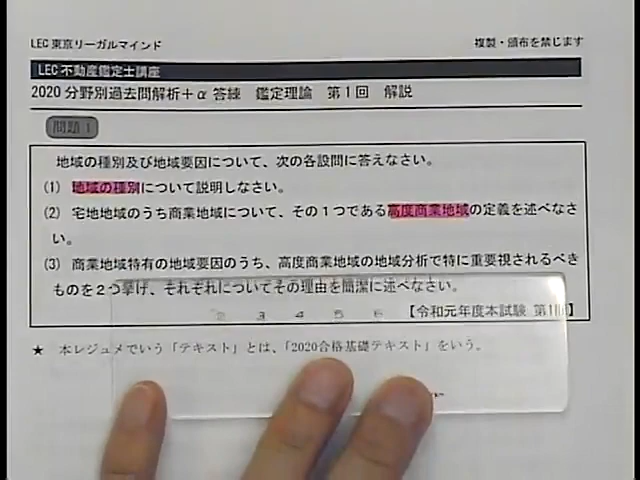 LEC東京リーガルマインド
複製・頒布を禁じます
LEC不動産鑑定士講座
2020 分野別過去問解析＋α 答練 鑑定理論 第1回 解説
問題1
地域の種別及び地域要因について、次の各設問に答えなさい。
(1) 地域の種別について説明しなさい。
(2) 宅地地域のうち商業地域について、その1つである高度商業地域の定義を述べなさ
い。
(3) 商業地域特有の地域要因のうち、高度商業地域の地域分析で特に重要視されるべき
ものを2つ挙げ、それぞれについてその理由を簡潔に述べなさい。
2 3 4 5 6
【令和元年度本試験 第1問】
★ 本レジュメでいう「テキスト」とは、「2020合格基礎テキスト」をいう。